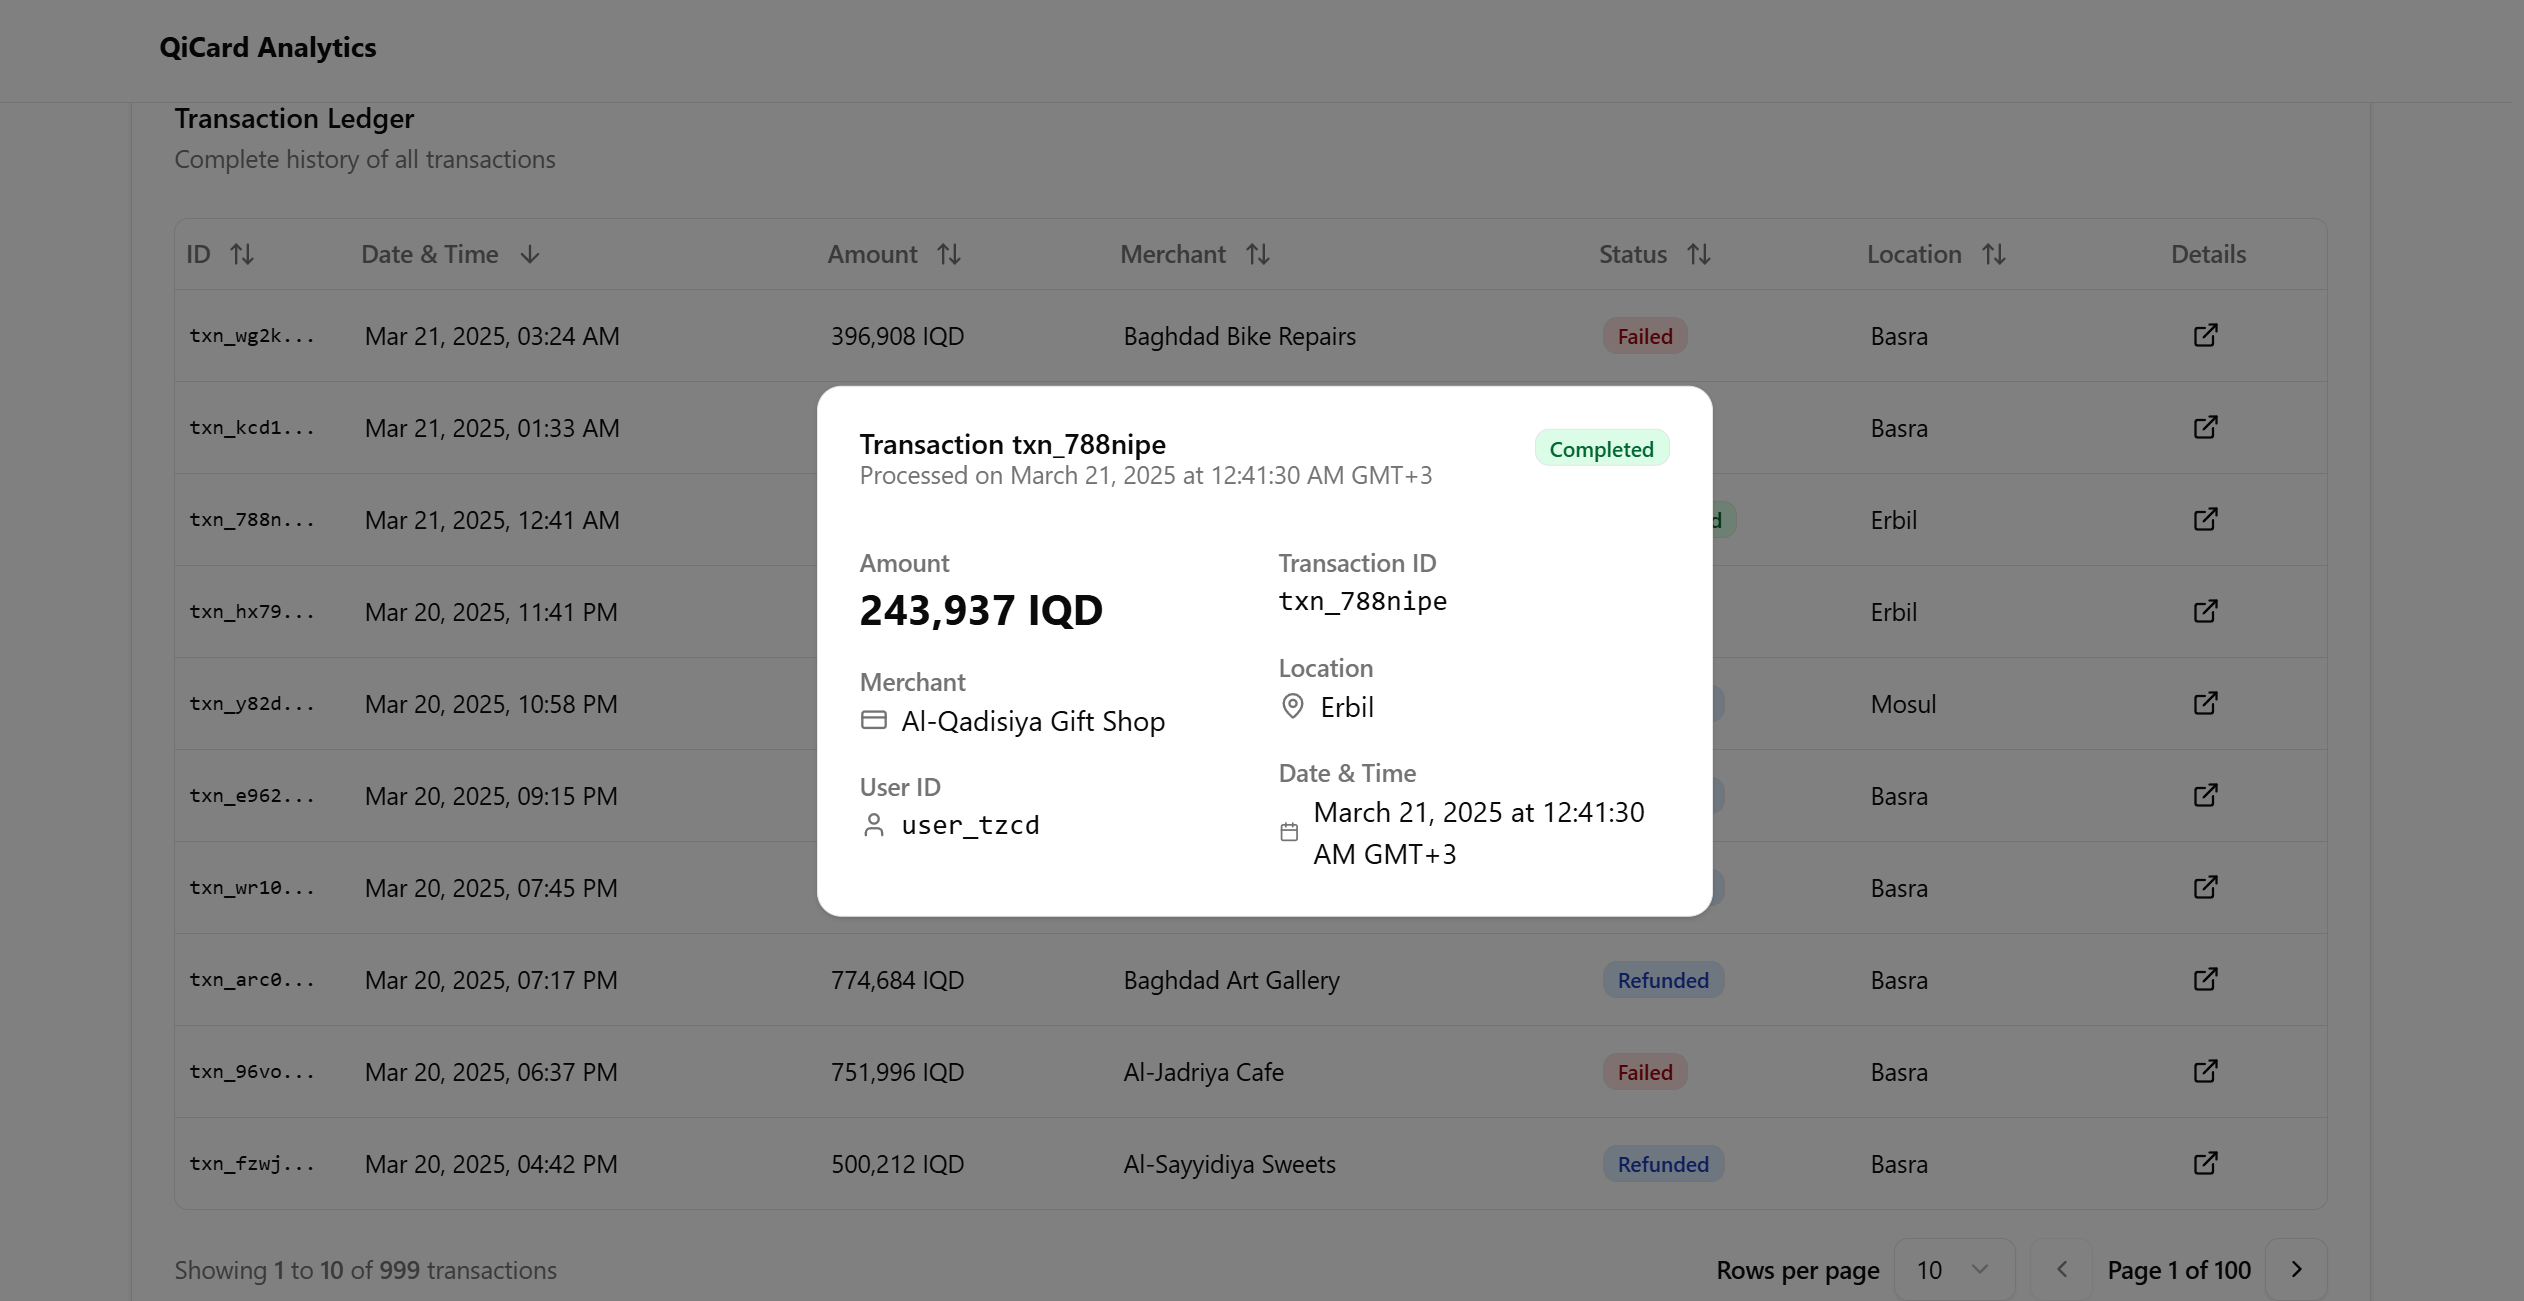 QiCard Analytics
Transaction Ledger
Complete history of all transactions
ID Date & Time Amount Merchant Status Location Details
txn_wg2k... Mar 21, 2025, 03:24 AM 396,908 IQD Baghdad Bike Repairs Failed Basra
txn_kcd1... Mar 21, 2025, 01:33 AM Basra
txn_788n... Mar 21, 2025, 12:41 AM d Erbil
txn_hx79... Mar 20, 2025, 11:41 PM Erbil
txn_y82d... Mar 20, 2025, 10:58 PM Mosul
txn_e962... Mar 20, 2025, 09:15 PM Basra
txn_wr10... Mar 20, 2025, 07:45 PM Basra
txn_arc0... Mar 20, 2025, 07:17 PM 774,684 IQD Baghdad Art Gallery Refunded Basra
txn_96vo... Mar 20, 2025, 06:37 PM 751,996 IQD Al-Jadriya Cafe Failed Basra
txn_fzwj... Mar 20, 2025, 04:42 PM 500,212 IQD Al-Sayyidiya Sweets Refunded Basra
Transaction txn_788nipe Completed
Processed on March 21, 2025 at 12:41:30 AM GMT+3
Amount
243,937 IQD
Merchant
Al-Qadisiya Gift Shop
User ID
user_tzcd
Transaction ID
txn_788nipe
Location
Erbil
Date & Time
March 21, 2025 at 12:41:30
AM GMT+3
Showing 1 to 10 of 999 transactions Rows per page 10 Page 1 of 100